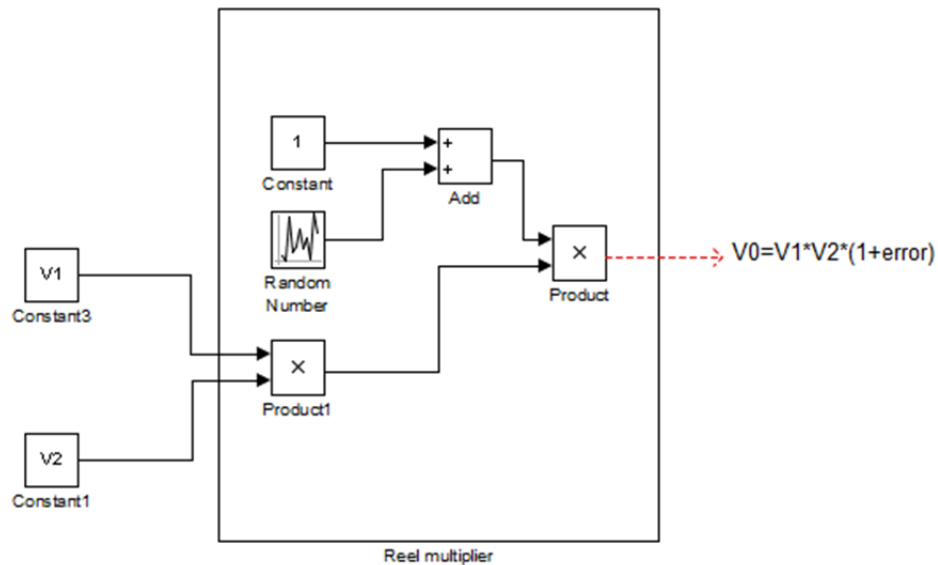 1
Constant
+
+
Add
Random
Number
×
Product
V0=V1*V2*(1+error)
V1
Constant3
×
Product1
V2
Constant1
Reel multiplier